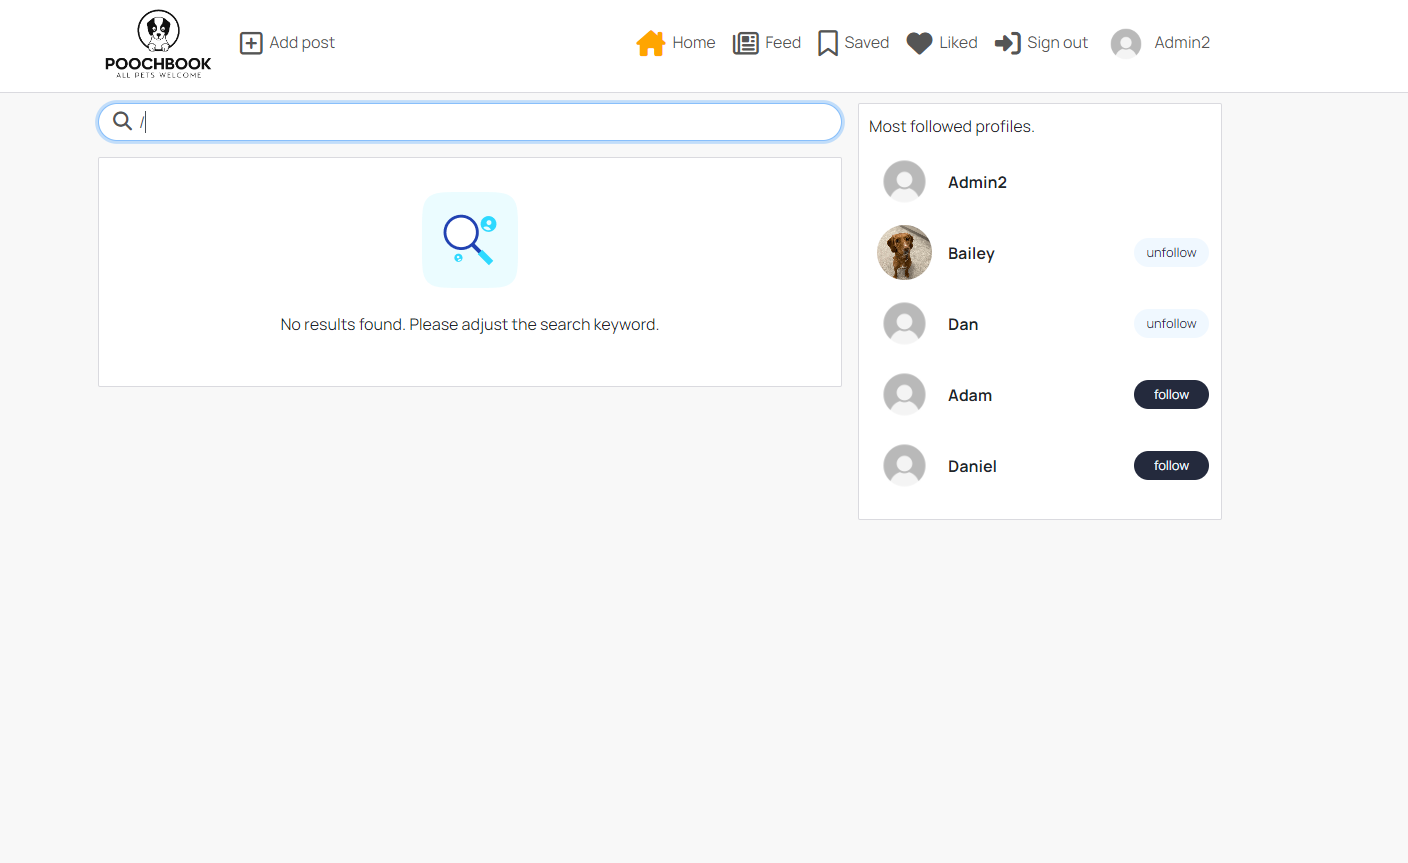 POOCHBOOK
ALL PETS WELCOME
Add post
Home
Feed
Saved
Liked
Sign out
Admin2
/
No results found. Please adjust the search keyword.
Most followed profiles.
Admin2
Bailey
unfollow
Dan
unfollow
Adam
follow
Daniel
follow